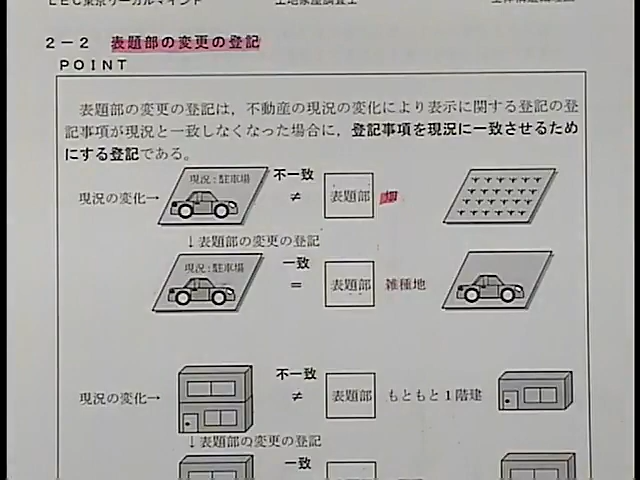 LEC東京リーガルマインド
土地家屋調査士
2-2 表題部の変更の登記
POINT
表題部の変更の登記は,不動産の現況の変化により表示に関する登記の登
記事項が現況と一致しなくなった場合に,登記事項を現況に一致させるため
にする登記である。
現況の変化→ 現況:駐車場 不一致 ≠ 表題部 畑
↓表題部の変更の登記
現況:駐車場 一致 = 表題部 雑種地
現況の変化→ 不一致 ≠ 表題部 もともと1階建
↓表題部の変更の登記
一致